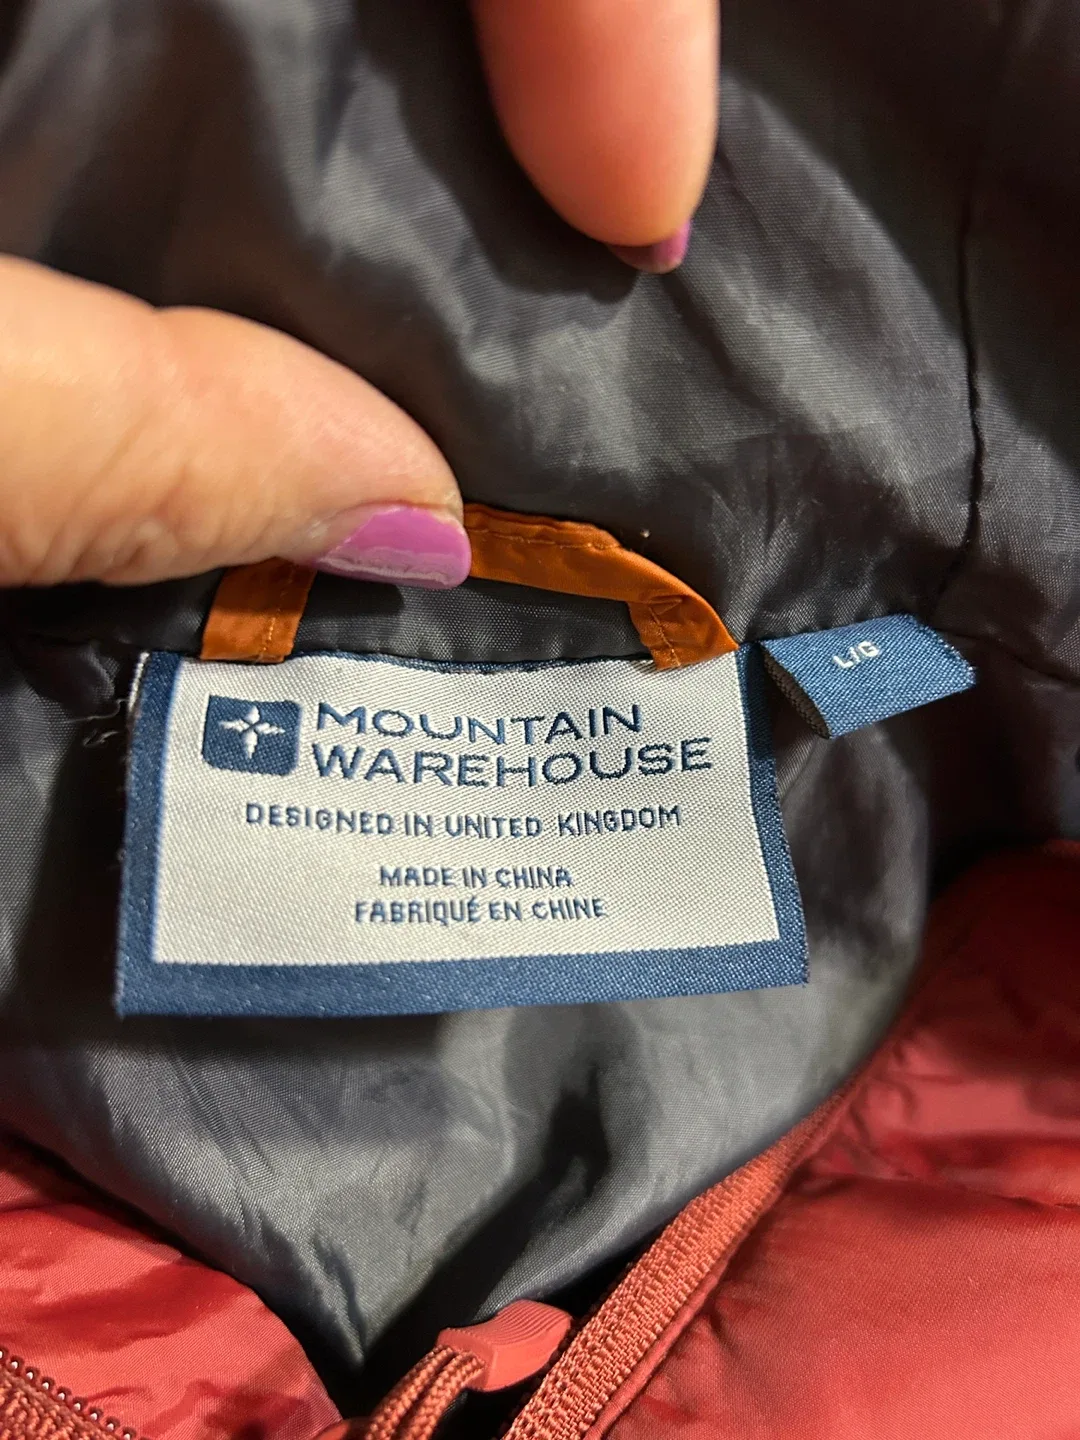 MOUNTAIN
WAREHOUSE
DESIGNED IN UNITED KINGDOM
MADE IN CHINA
FABRIQUÉ EN CHINE
L/G